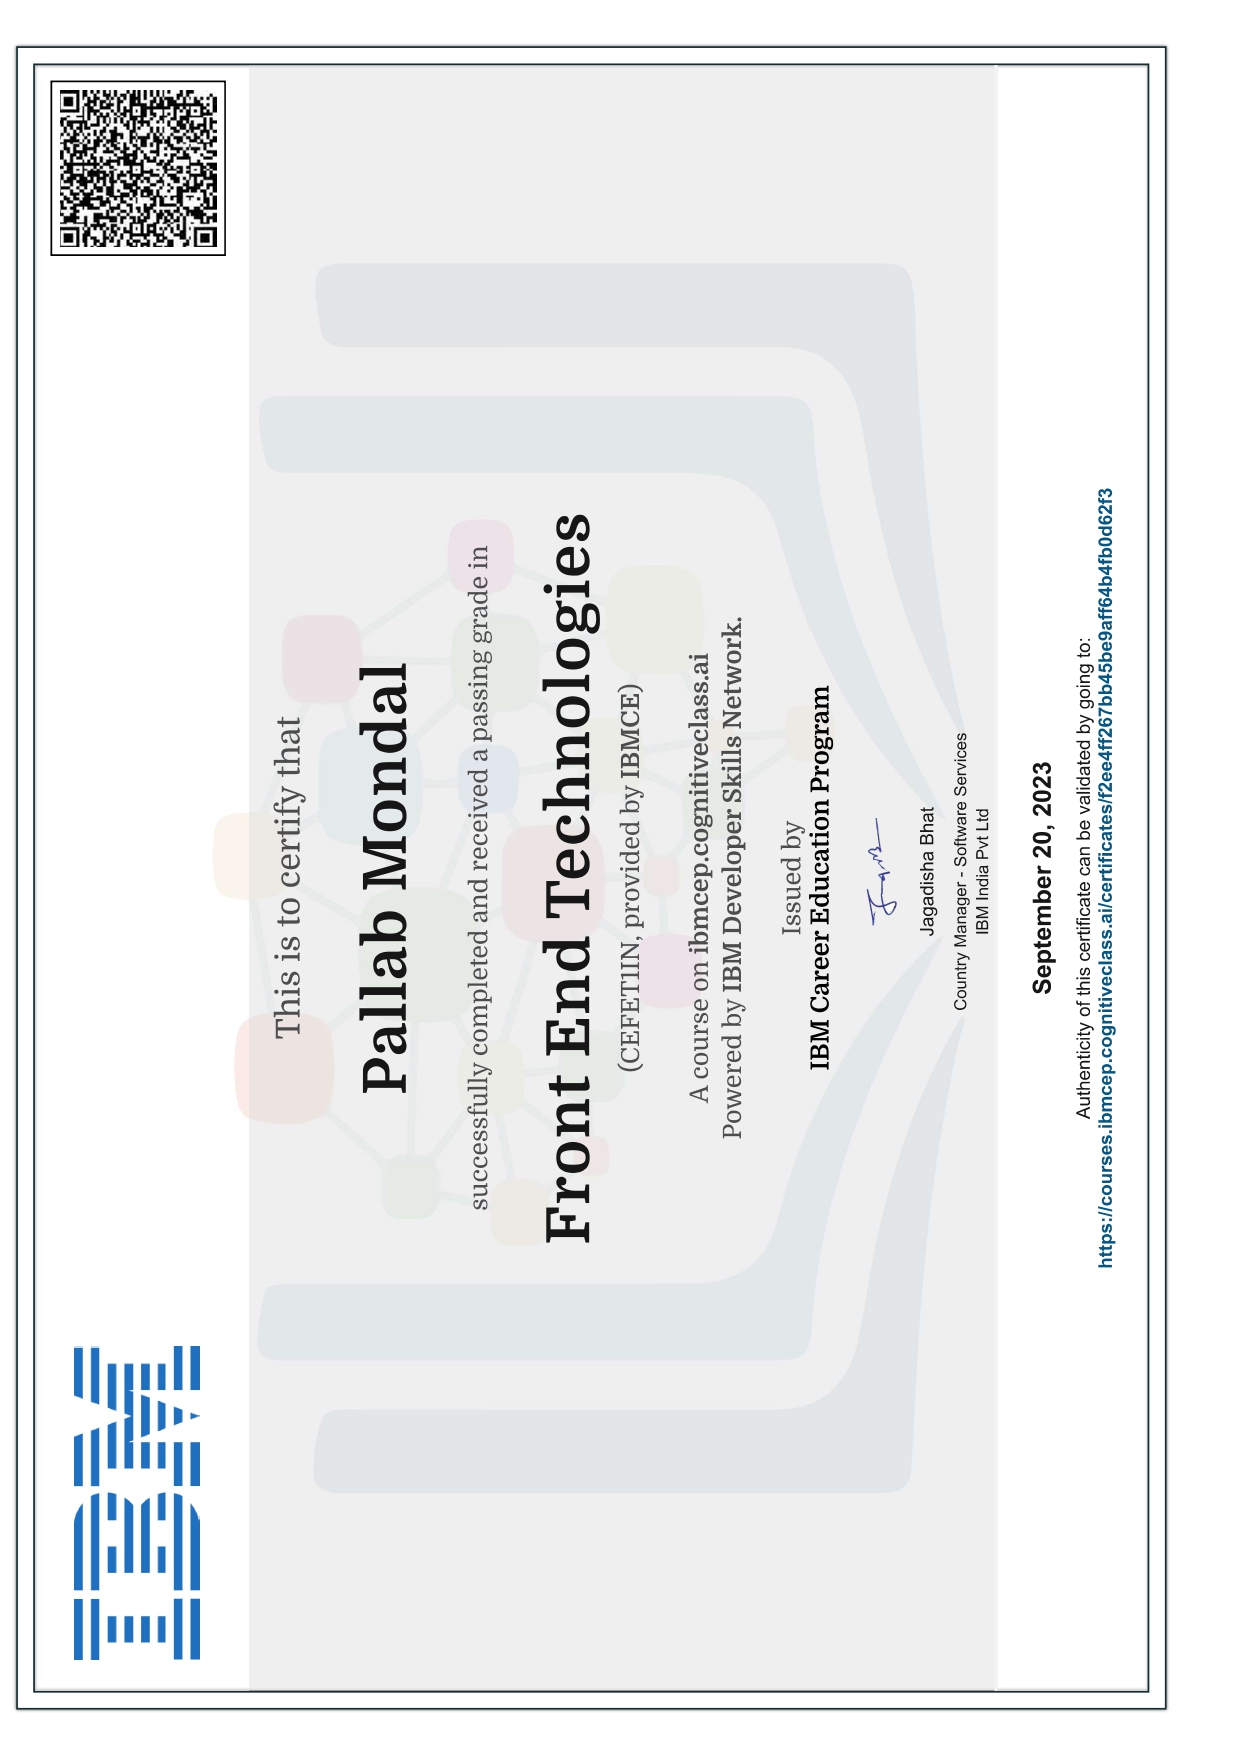 IBM
This is to certify that
Pallab Mondal
successfully completed and received a passing grade in
Front End Technologies
(CEFET1IN, provided by IBMCE)
A course on ibmcep.cognitiveclass.ai
Powered by IBM Developer Skills Network.
Issued by
IBM Career Education Program
Jagadisha Bhat
Country Manager - Software Services
IBM India Pvt Ltd
September 20, 2023
Authenticity of this certificate can be validated by going to:
https://courses.ibmcep.cognitiveclass.ai/certificates/f2ee4ff267bb45be9aff64b4fb0d62f3